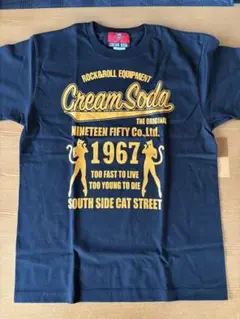 ROCK&ROLL EQUIPMENT
Cream Soda
THE ORIGINAL
NINETEEN FIFTY Co.,Ltd.
1967
TOO FAST TO LIVE
TOO YOUNG TO DIE
SOUTH SIDE CAT STREET